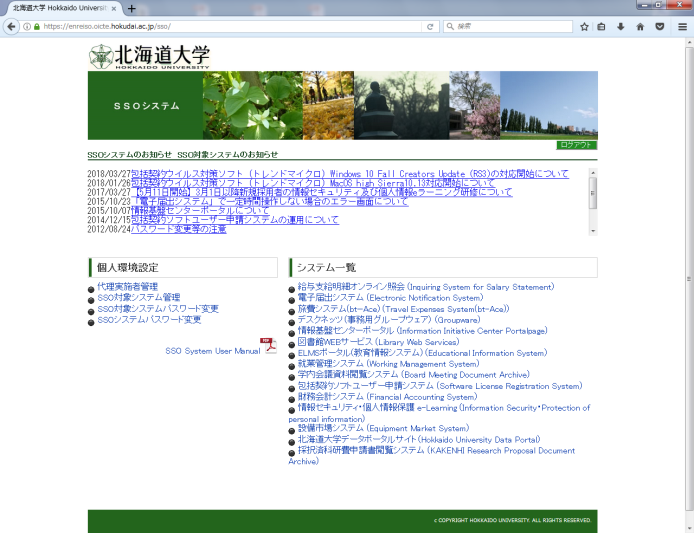 北海道大学 Hokkaido Universit
https://enreiso.oicte.hokudai.ac.jp/sso/
検索
北海道大学
HOKKAIDO UNIVERSITY
SSOシステム
ログアウト
SSOシステムのお知らせ SSO対象システムのお知らせ
2018/03/27包括契約ウイルス対策ソフト (トレンドマイクロ) Windows 10 Fall Creators Update (RS3)の対応開始について
2018/01/26包括契約ウイルス対策ソフト (トレンドマイクロ) MacOS high Sierra10.13対応開始について
2017/03/27【5月11日開始】3月1日以降新規採用者の情報セキュリティ及び個人情報eラーニング研修について
2015/10/23「電子届出システム」で一定時間操作しない場合のエラー画面について
2015/10/07情報基盤センターポータルについて
2014/12/15包括契約ソフトユーザー申請システムの運用について
2012/08/24パスワード変更等の注意
個人環境設定
代理実施者管理
SSO対象システム管理
SSO対象システムパスワード変更
SSOシステムパスワード変更
SSO System User Manual
システム一覧
給与支給明細オンライン照会 (Inquiring System for Salary Statement)
電子届出システム (Electronic Notification System)
旅費システム(bt-Ace) (Travel Expenses System(bt-Ace))
デスクネッツ(事務用グループウェア) (Groupware)
情報基盤センターポータル (Information Initiative Center Portalpage)
図書館WEBサービス (Library Web Services)
ELMSポータル(教育情報システム) (Educational Information System)
就業管理システム (Working Management System)
学内会議資料閲覧システム (Board Meeting Document Archive)
包括契約ソフトユーザー申請システム (Software License Registration System)
財務会計システム (Financial Accounting System)
情報セキュリティ・個人情報保護 e-Learning (Information Security・Protection of
personal information)
設備市場システム (Equipment Market System)
北海道大学データポータルサイト(Hokkaido University Data Portal)
採択済科研費申請書閲覧システム (KAKENHI Research Proposal Document
Archive)
c COPYRIGHT HOKKAIDO UNIVERSITY. ALL RIGHTS RESERVED.